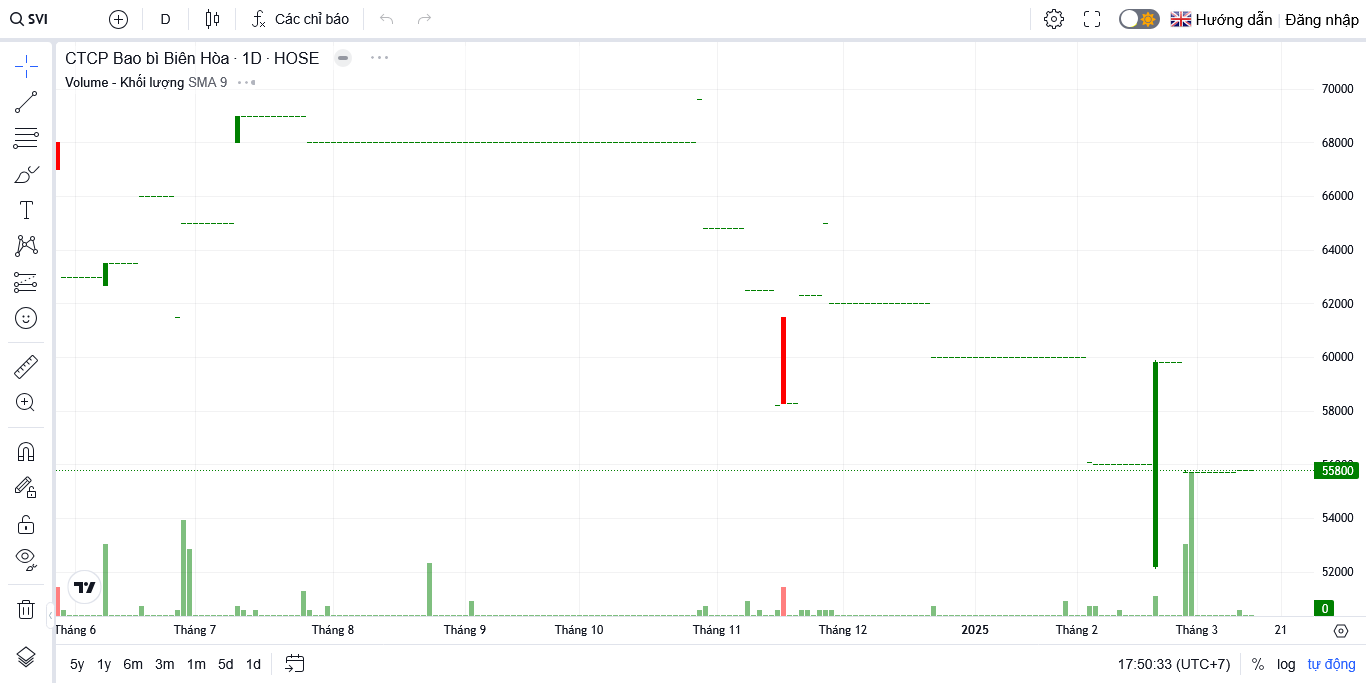 SVI D Các chỉ báo Hướng dẫn Đăng nhập
CTCP Bao bì Biên Hòa · 1D · HOSE
Volume - Khối lượng SMA 9
70000
68000
66000
64000
62000
60000
58000
55800
54000
52000
0
Tháng 6 Tháng 7 Tháng 8 Tháng 9 Tháng 10 Tháng 11 Tháng 12 2025 Tháng 2 Tháng 3 21
5y 1y 6m 3m 1m 5d 1d 17:50:33 (UTC+7) % log tự động